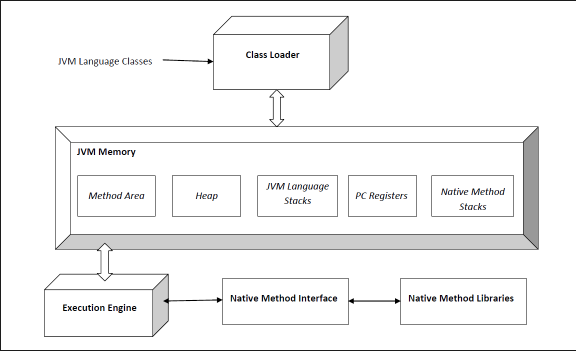 Class Loader
JVM Language Classes
JVM Memory
Method Area
Heap
JVM Language
Stacks
PC Registers
Native Method
Stacks
Execution Engine
Native Method Interface
Native Method Libraries